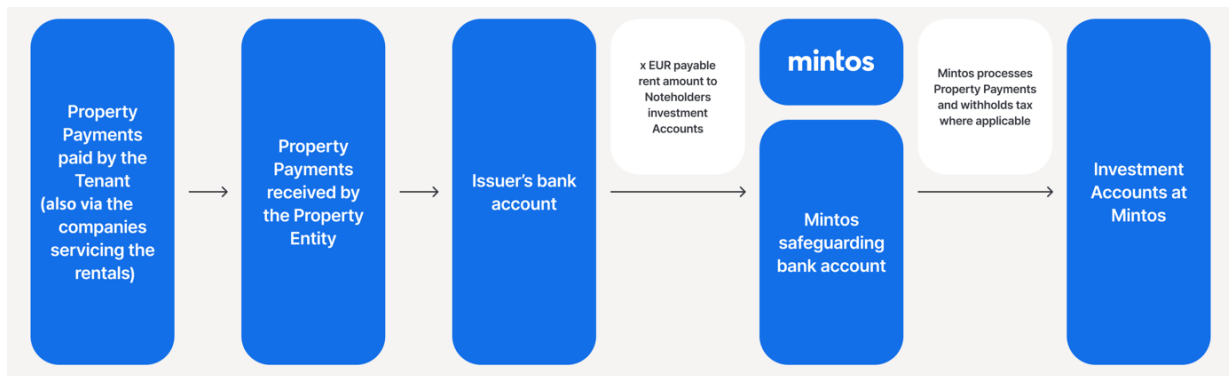 Property
Payments
paid by the
Tenant
(also via the
companies
servicing the
rentals)
Property
Payments
received by
the Property
Entity
Issuer's bank
account
x EUR payable
rent amount to
Noteholders
investment
Accounts
mintos
Mintos
safeguarding
bank account
Mintos processes
Property Payments
and withholds tax
where applicable
Investment
Accounts at
Mintos